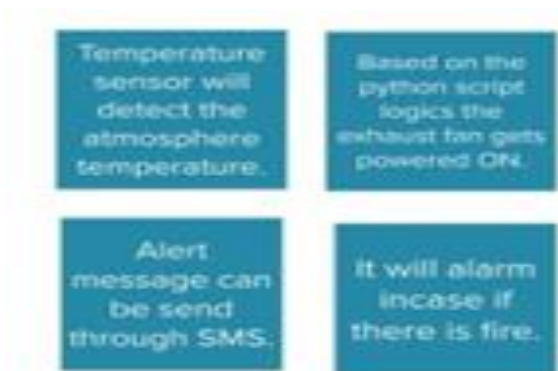 Temperature
sensor will
detect the
atmosphere
temperature.
Based on the
python script
logics the
exhaust fan gets
powered ON.
Alert
message can
be send
through SMS.
It will alarm
incase if
there is fire.